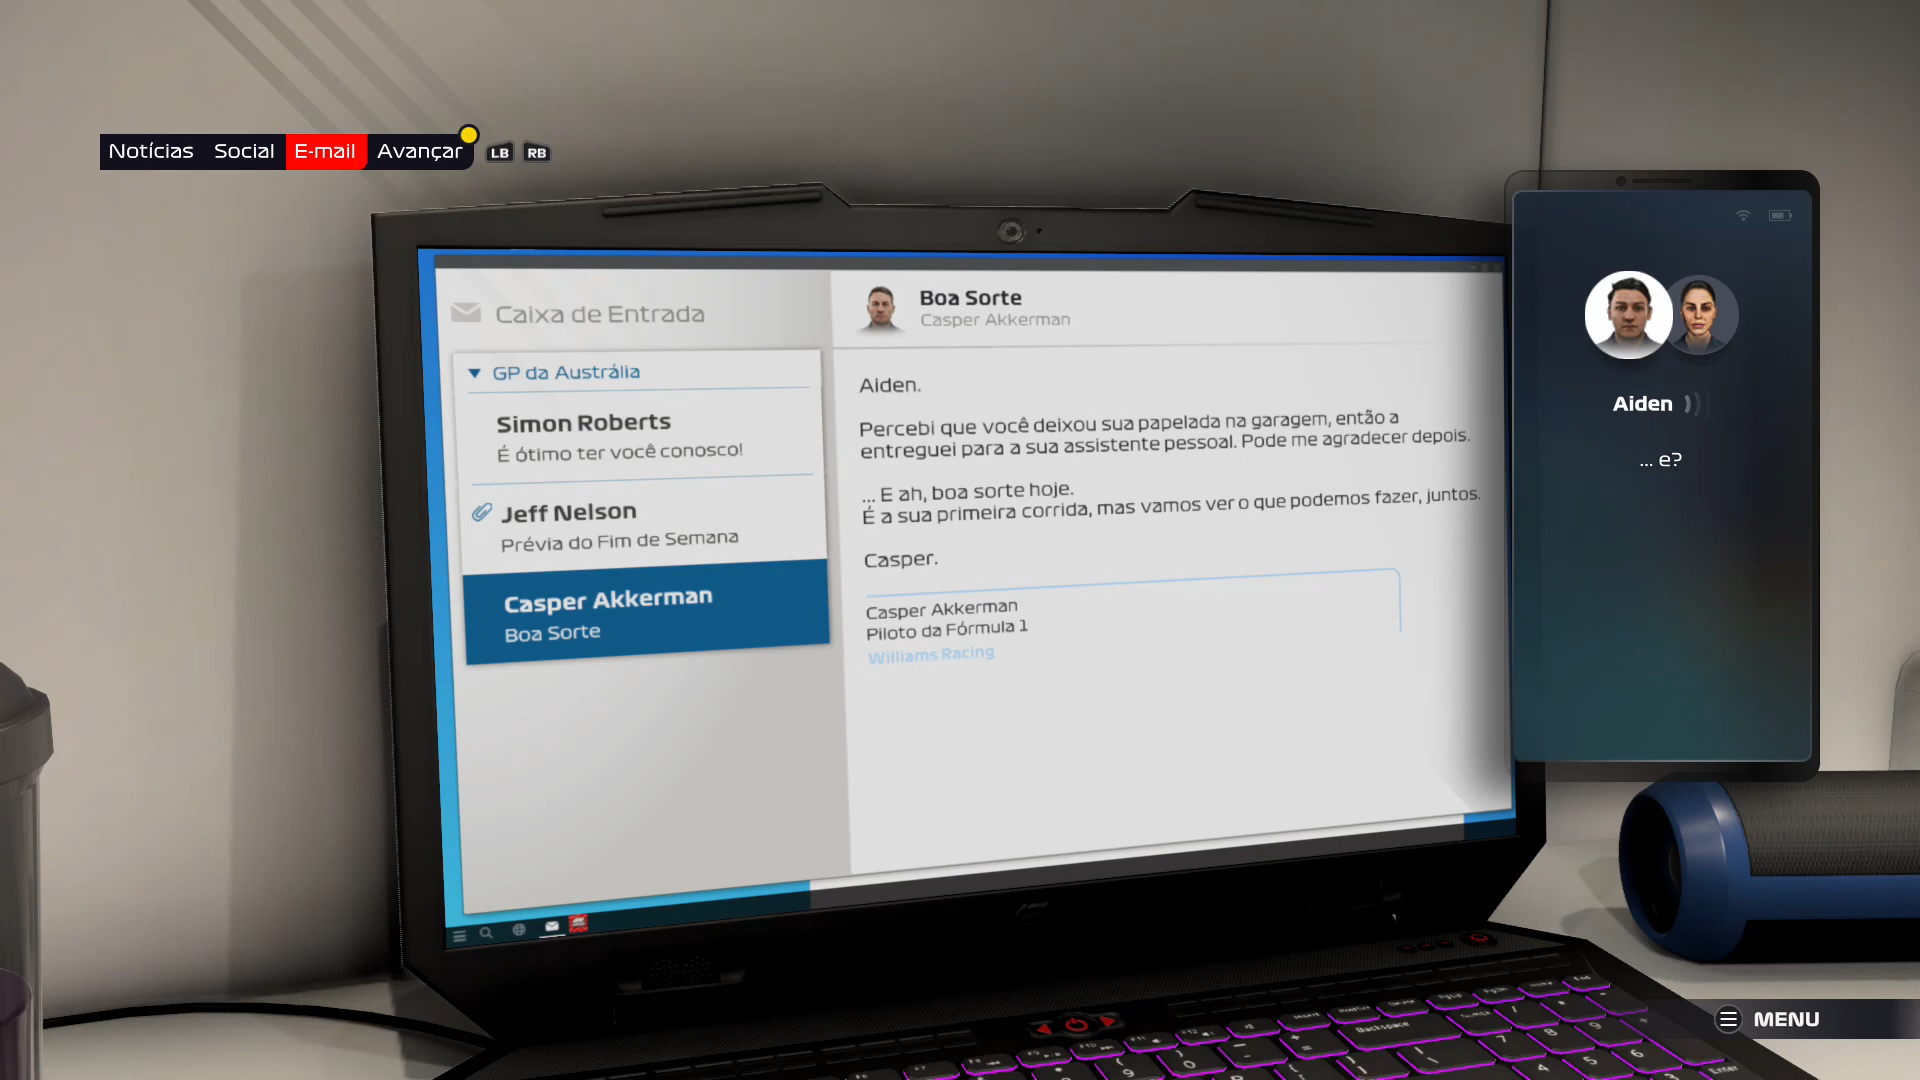 Notícias Social E-mail Avançar LB RB
Caixa de Entrada
GP da Austrália
Simon Roberts
É ótimo ter você conosco!
Jeff Nelson
Prévia do Fim de Semana
Casper Akkerman
Boa Sorte
Boa Sorte
Casper Akkerman
Aiden.
Percebi que você deixou sua papelada na garagem, então a
entreguei para a sua assistente pessoal. Pode me agradecer depois.
... E ah, boa sorte hoje.
É a sua primeira corrida, mas vamos ver o que podemos fazer, juntos.
Casper.
Casper Akkerman
Piloto da Fórmula 1
Williams Racing
Aiden
... e?
MENU
Backspace
Enter